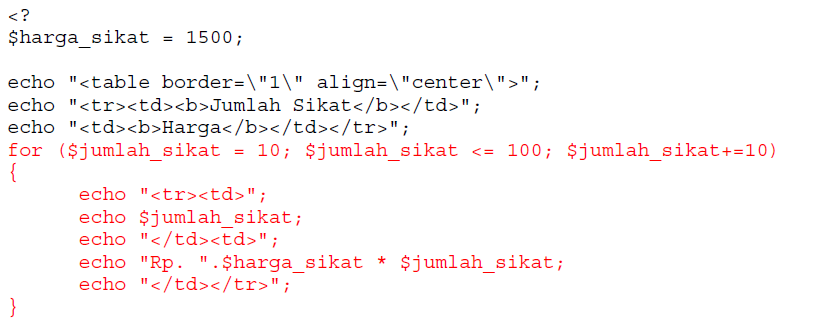 <?
$harga_sikat = 1500;
echo "<table border=\"1\" align=\"center\">";
echo "<tr><td><b>Jumlah Sikat</b></td>";
echo "<td><b>Harga</b></td></tr>";
for ($jumlah_sikat = 10; $jumlah_sikat <= 100; $jumlah_sikat+=10)
{
echo "<tr><td>";
echo $jumlah_sikat;
echo "</td><td>";
echo "Rp. ".$harga_sikat * $jumlah_sikat;
echo "</td></tr>";
}